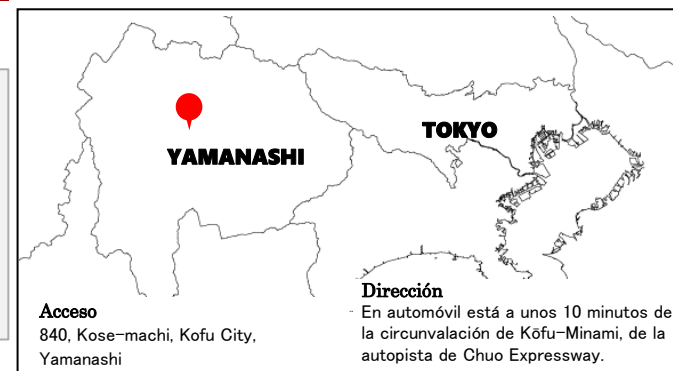 YAMANASHI
TOKYO
Acceso
840, Kose-machi, Kofu City,
Yamanashi
Dirección
En automóvil está a unos 10 minutos de
la circunvalación de Kōfu-Minami, de la
autopista de Chuo Expressway.